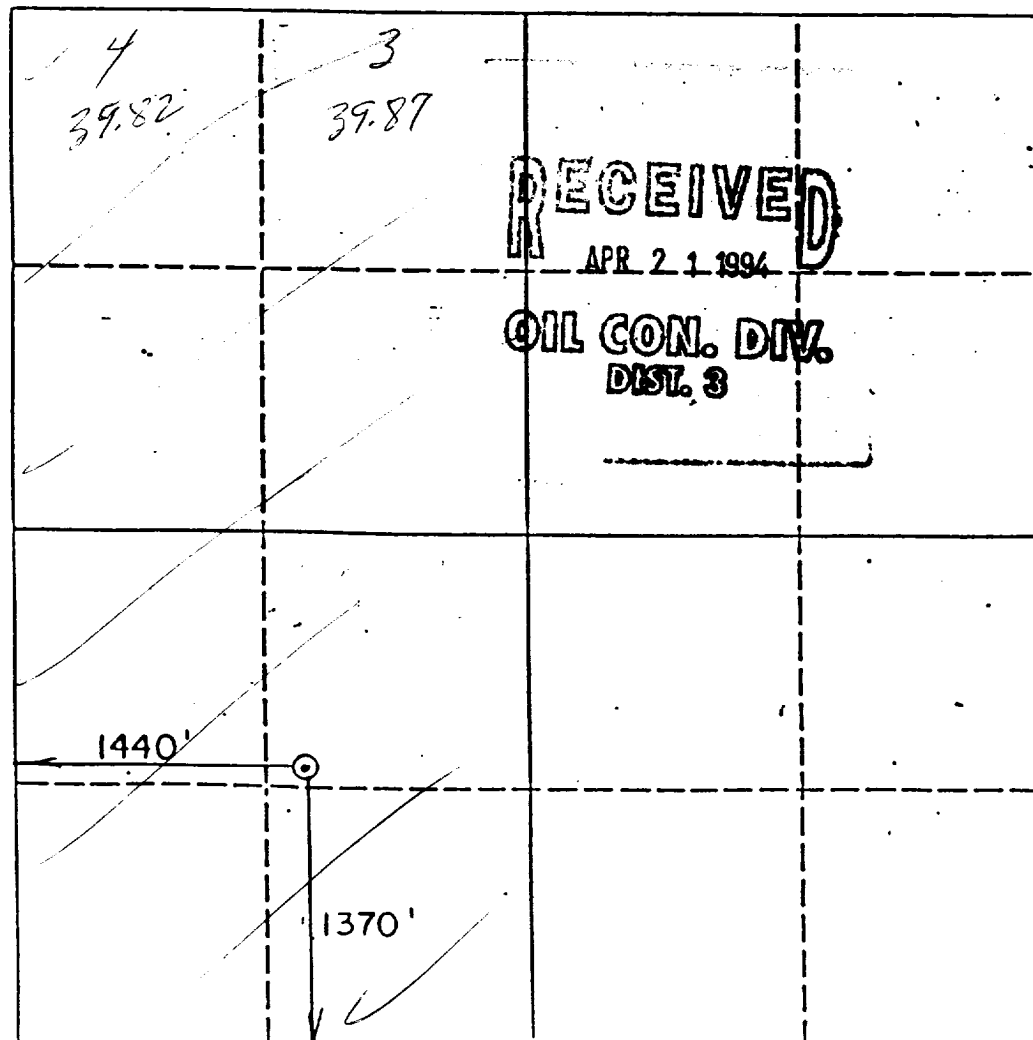 4 3
39.82 39.87
RECEIVED
APR 21 1994
OIL CON. DIV.
DIST. 3
1440'
1370'